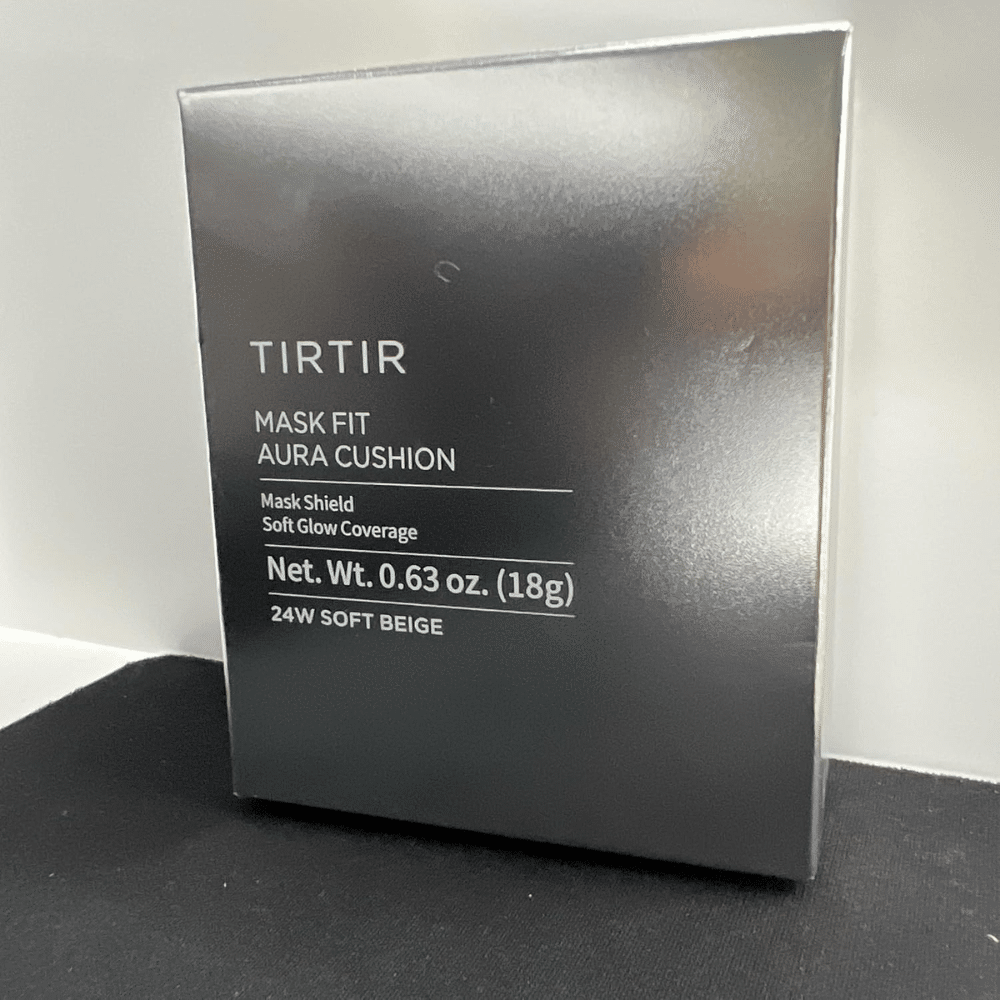 TIRTIR
MASK FIT
AURA CUSHION
Mask Shield
Soft Glow Coverage
Net. Wt. 0.63 oz. (18g)
24W SOFT BEIGE